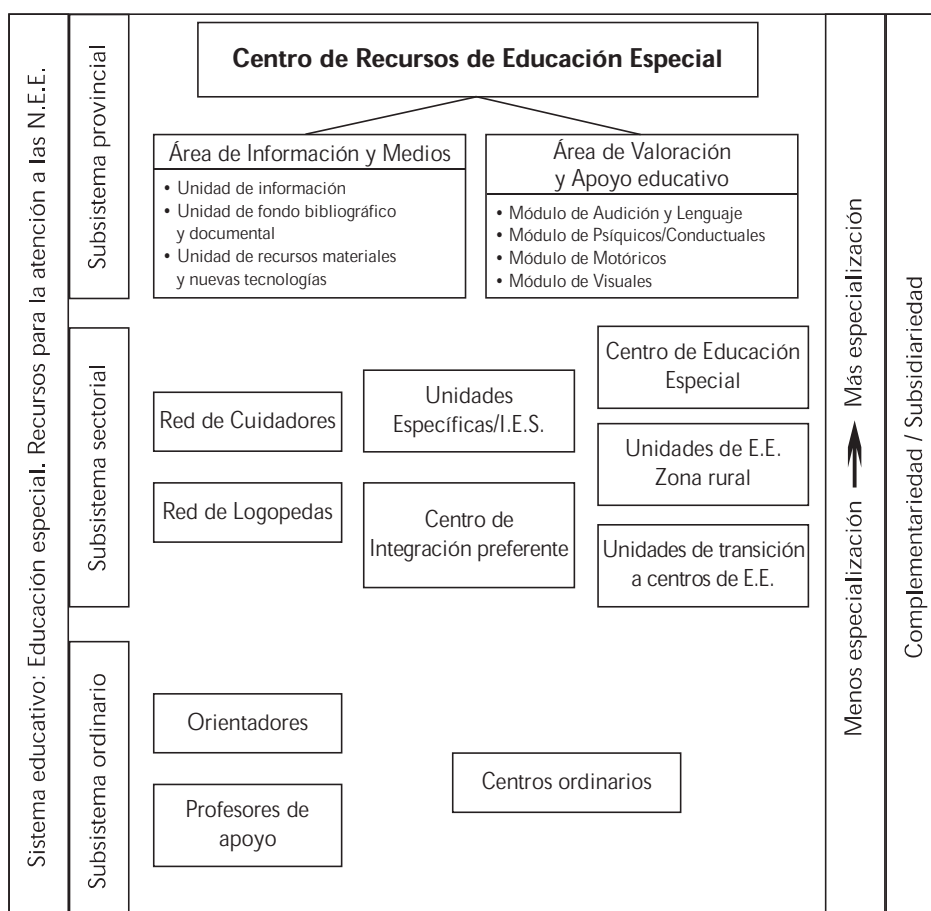 Sistema educativo: Educación especial. Recursos para la atención a las N.E.E.
Subsistema provincial
Centro de Recursos de Educación Especial
Área de Información y Medios
• Unidad de información
• Unidad de fondo bibliográfico
y documental
• Unidad de recursos materiales
y nuevas tecnologías
Área de Valoración
y Apoyo educativo
• Módulo de Audición y Lenguaje
• Módulo de Psíquicos/Conductuales
• Módulo de Motóricos
• Módulo de Visuales
Subsistema sectorial
Red de Cuidadores
Red de Logopedas
Unidades
Específicas/I.E.S.
Centro de
Integración preferente
Centro de Educación
Especial
Unidades de E.E.
Zona rural
Unidades de transición
a centros de E.E.
Subsistema ordinario
Orientadores
Profesores de
apoyo
Centros ordinarios
Menos especialización → Más especialización
Complementariedad / Subsidiariedad